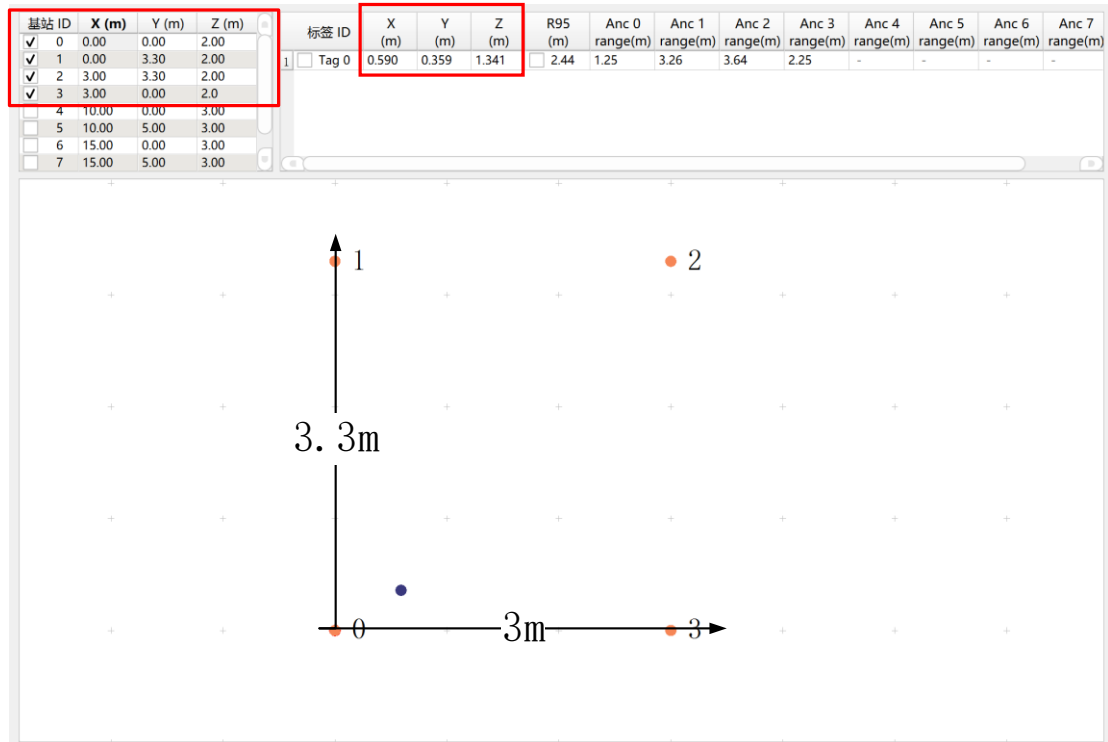 基站 ID X (m) Y (m) Z (m)
0 0.00 0.00 2.00
1 0.00 3.30 2.00
2 3.00 3.30 2.00
3 3.00 0.00 2.0
4 10.00 0.00 3.00
5 10.00 5.00 3.00
6 15.00 0.00 3.00
7 15.00 5.00 3.00
标签 ID X (m) Y (m) Z (m) R95 (m) Anc 0 range(m) Anc 1 range(m) Anc 2 range(m) Anc 3 range(m) Anc 4 range(m) Anc 5 range(m) Anc 6 range(m) Anc 7 range(m)
1 Tag 0 0.590 0.359 1.341 2.44 1.25 3.26 3.64 2.25 - - - -
1 2
3.3m
0 3m 3